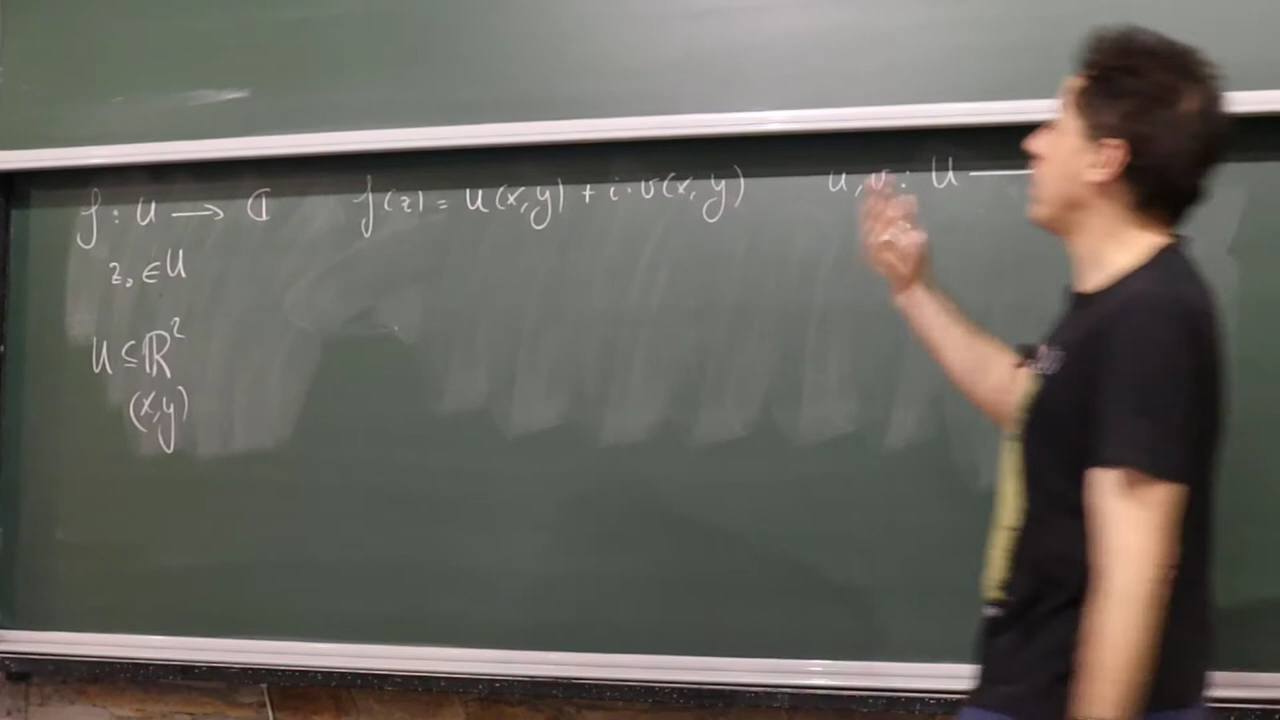 f : U ⟶ ℂ f(z) = u(x,y) + i·v(x,y) u,v : U ⟶
z₀ ∈ U
U ⊆ ℝ²
(x,y)